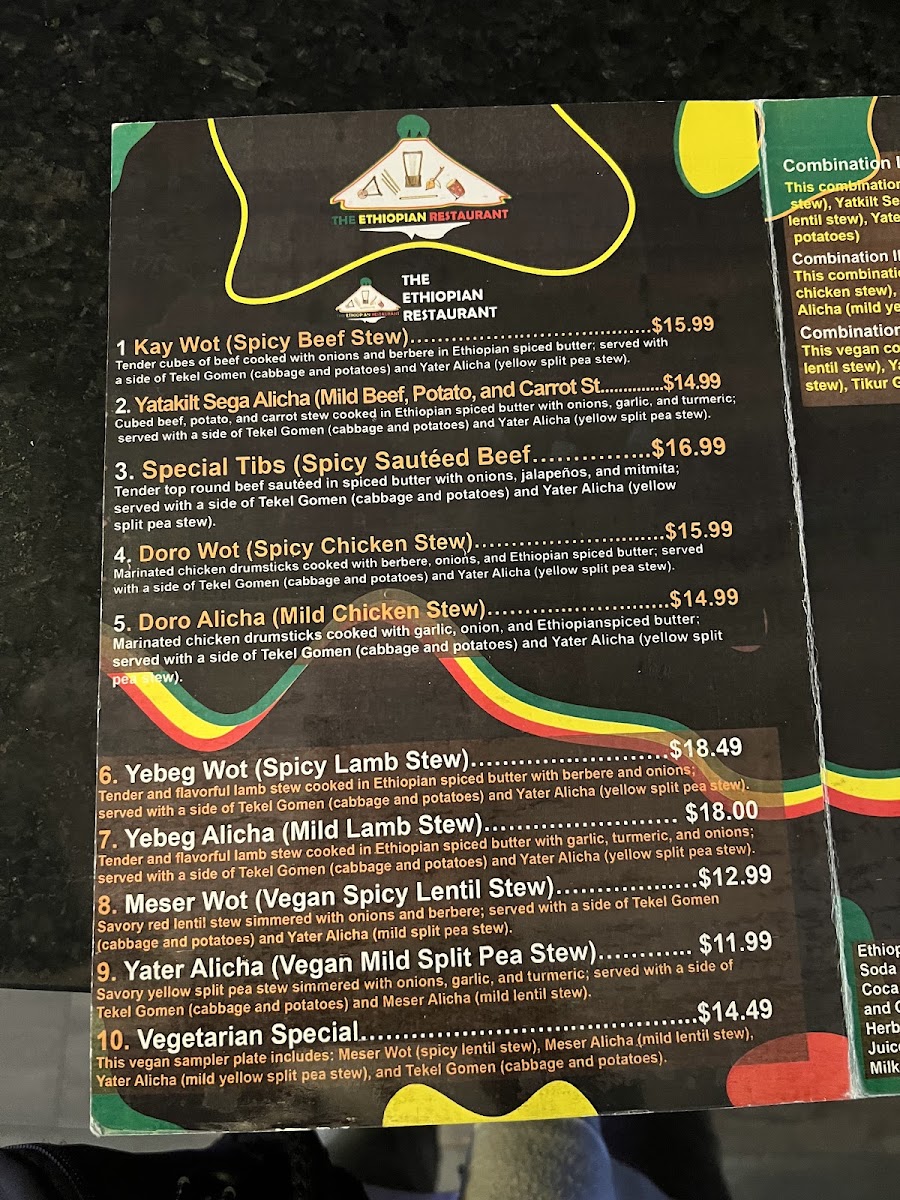 THE ETHIOPIAN RESTAURANT
THE
ETHIOPIAN
RESTAURANT
THE ETHIOPIAN RESTAURANT
1 Kay Wot (Spicy Beef Stew)..........................................$15.99
Tender cubes of beef cooked with onions and berbere in Ethiopian spiced butter; served with
a side of Tekel Gomen (cabbage and potatoes) and Yater Alicha (yellow split pea stew).
2. Yatakilt Sega Alicha (Mild Beef, Potato, and Carrot St..............$14.99
Cubed beef, potato, and carrot stew cooked in Ethiopian spiced butter with onions, garlic, and turmeric;
served with a side of Tekel Gomen (cabbage and potatoes) and Yater Alicha (yellow split pea stew).
3. Special Tibs (Spicy Sautéed Beef...............$16.99
Tender top round beef sautéed in spiced butter with onions, jalapeños, and mitmita;
served with a side of Tekel Gomen (cabbage and potatoes) and Yater Alicha (yellow
split pea stew).
4. Doro Wot (Spicy Chicken Stew).........................$15.99
Marinated chicken drumsticks cooked with berbere, onions, and Ethiopian spiced butter; served
with a side of Tekel Gomen (cabbage and potatoes) and Yater Alicha (yellow split pea stew).
5. Doro Alicha (Mild Chicken Stew)........................$14.99
Marinated chicken drumsticks cooked with garlic, onion, and Ethiopianspiced butter;
served with a side of Tekel Gomen (cabbage and potatoes) and Yater Alicha (yellow split
pea stew).
6. Yebeg Wot (Spicy Lamb Stew)..........................$18.49
Tender and flavorful lamb stew cooked in Ethiopian spiced butter with berbere and onions;
served with a side of Tekel Gomen (cabbage and potatoes) and Yater Alicha (yellow split pea stew).
7. Yebeg Alicha (Mild Lamb Stew)......................... $18.00
Tender and flavorful lamb stew cooked in Ethiopian spiced butter with garlic, turmeric, and onions;
served with a side of Tekel Gomen (cabbage and potatoes) and Yater Alicha (yellow split pea stew).
8. Meser Wot (Vegan Spicy Lentil Stew)..................$12.99
Savory red lentil stew simmered with onions and berbere; served with a side of Tekel Gomen
(cabbage and potatoes) and Yater Alicha (mild split pea stew).
9. Yater Alicha (Vegan Mild Split Pea Stew)............ $11.99
Savory yellow split pea stew simmered with onions, garlic, and turmeric; served with a side of
Tekel Gomen (cabbage and potatoes) and Meser Alicha (mild lentil stew).
10. Vegetarian Special...........................................$14.49
This vegan sampler plate includes: Meser Wot (spicy lentil stew), Meser Alicha (mild lentil stew),
Yater Alicha (mild yellow split pea stew), and Tekel Gomen (cabbage and potatoes).
Combination
This combination
stew), Yatkilt Se
lentil stew), Yate
potatoes)
Combination
This combinati
chicken stew),
Alicha (mild ye
Combination
This vegan co
lentil stew), Y
stew), Tikur G
Ethiop
Soda
Coca
and
Herb
Juice
Milk